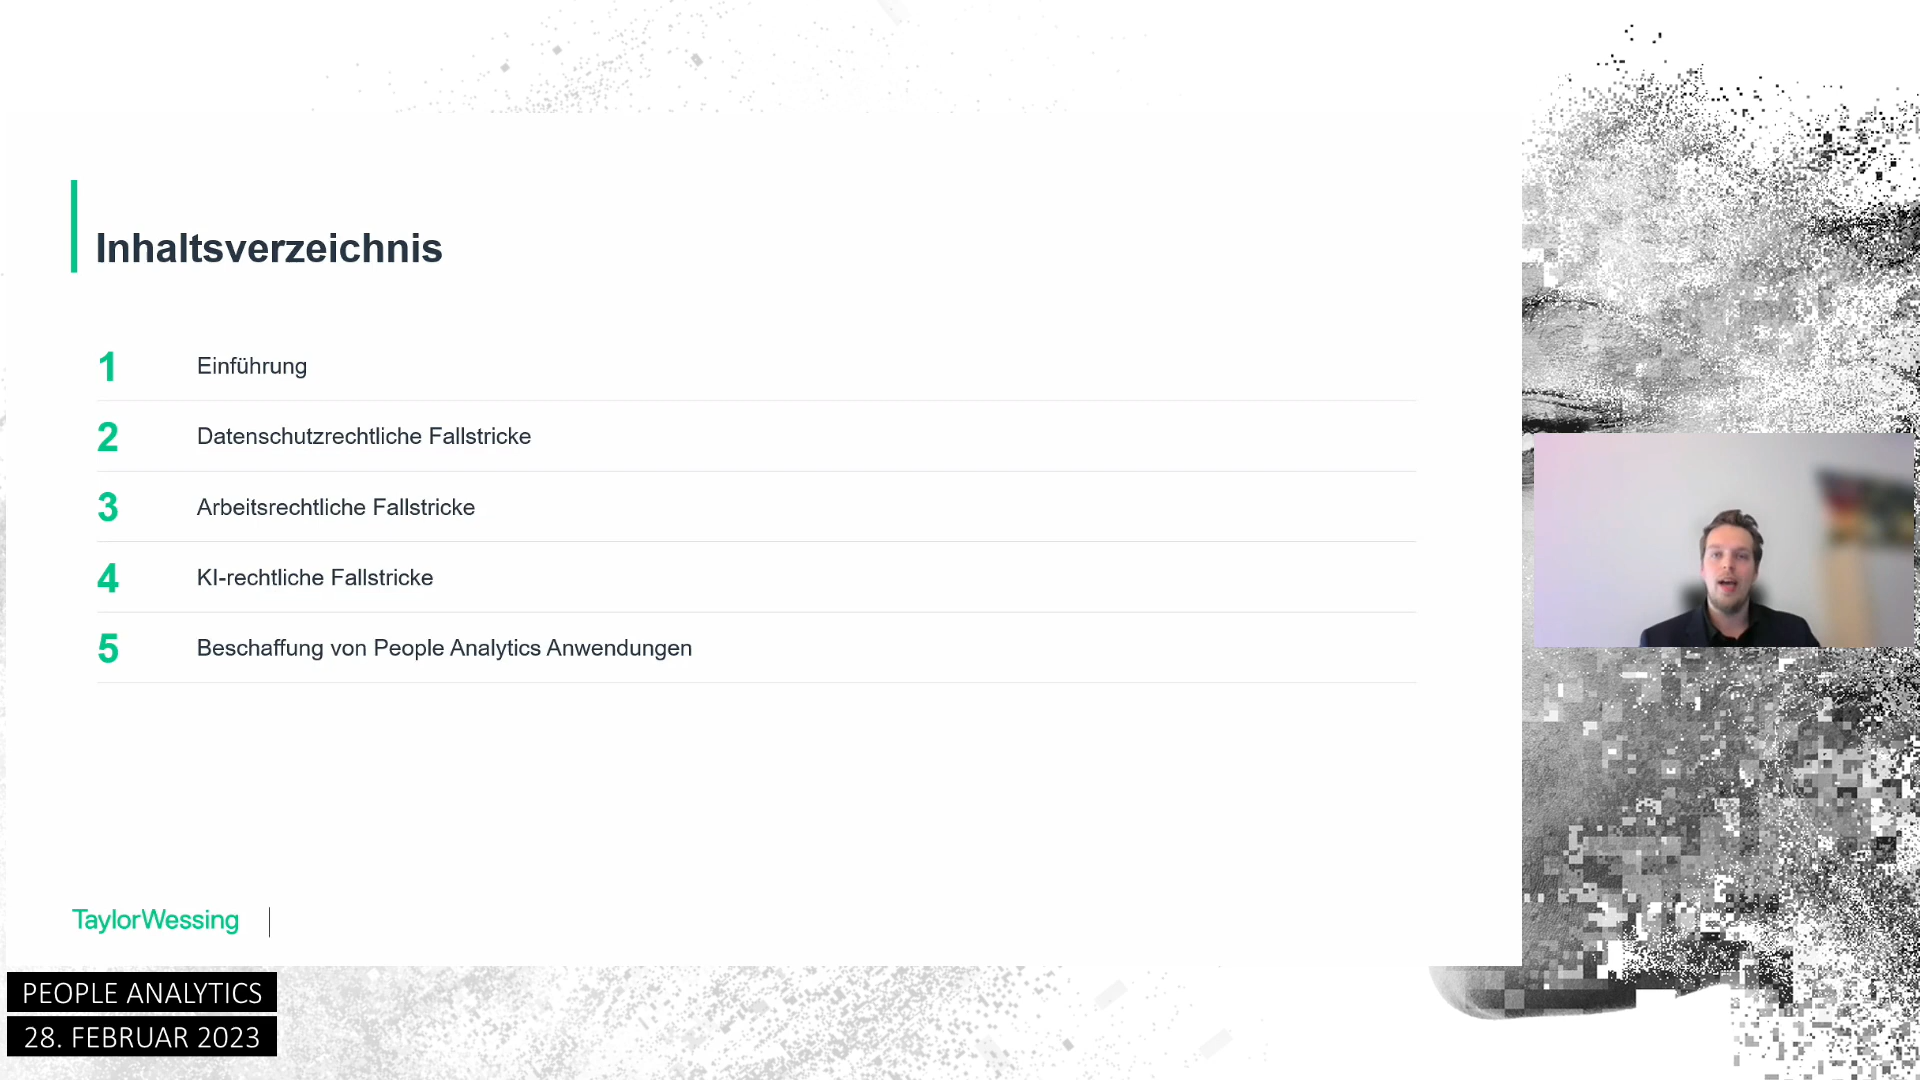 Inhaltsverzeichnis
1 Einführung
2 Datenschutzrechtliche Fallstricke
3 Arbeitsrechtliche Fallstricke
4 KI-rechtliche Fallstricke
5 Beschaffung von People Analytics Anwendungen
TaylorWessing
PEOPLE ANALYTICS
28. FEBRUAR 2023